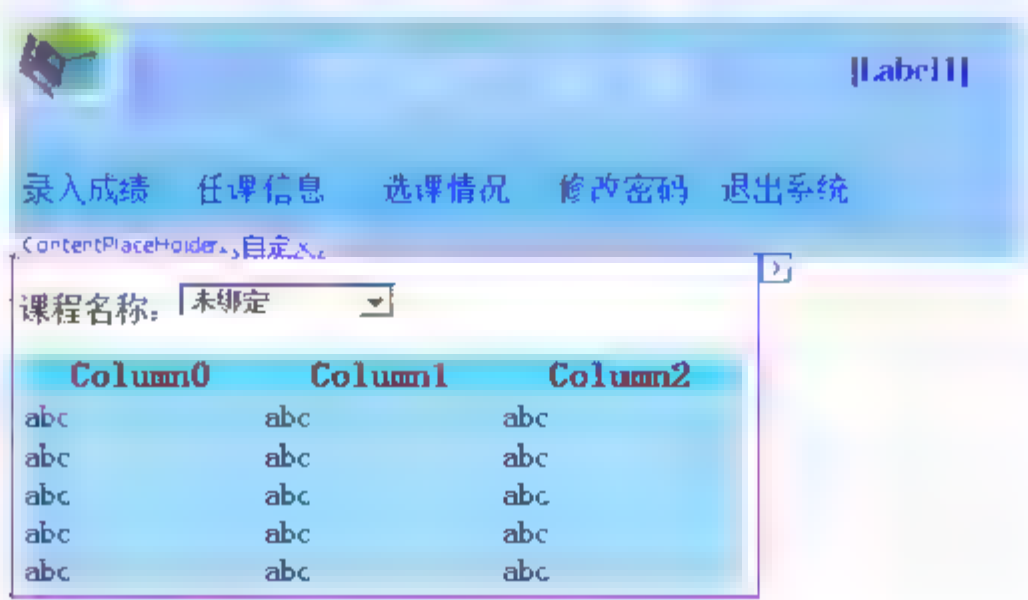 [Label1]
录入成绩 任课信息 选课情况 修改密码 退出系统
ContentPlaceHolder...自定义...
课程名称: 未绑定
Column0 Column1 Column2
abc abc abc
abc abc abc
abc abc abc
abc abc abc
abc abc abc